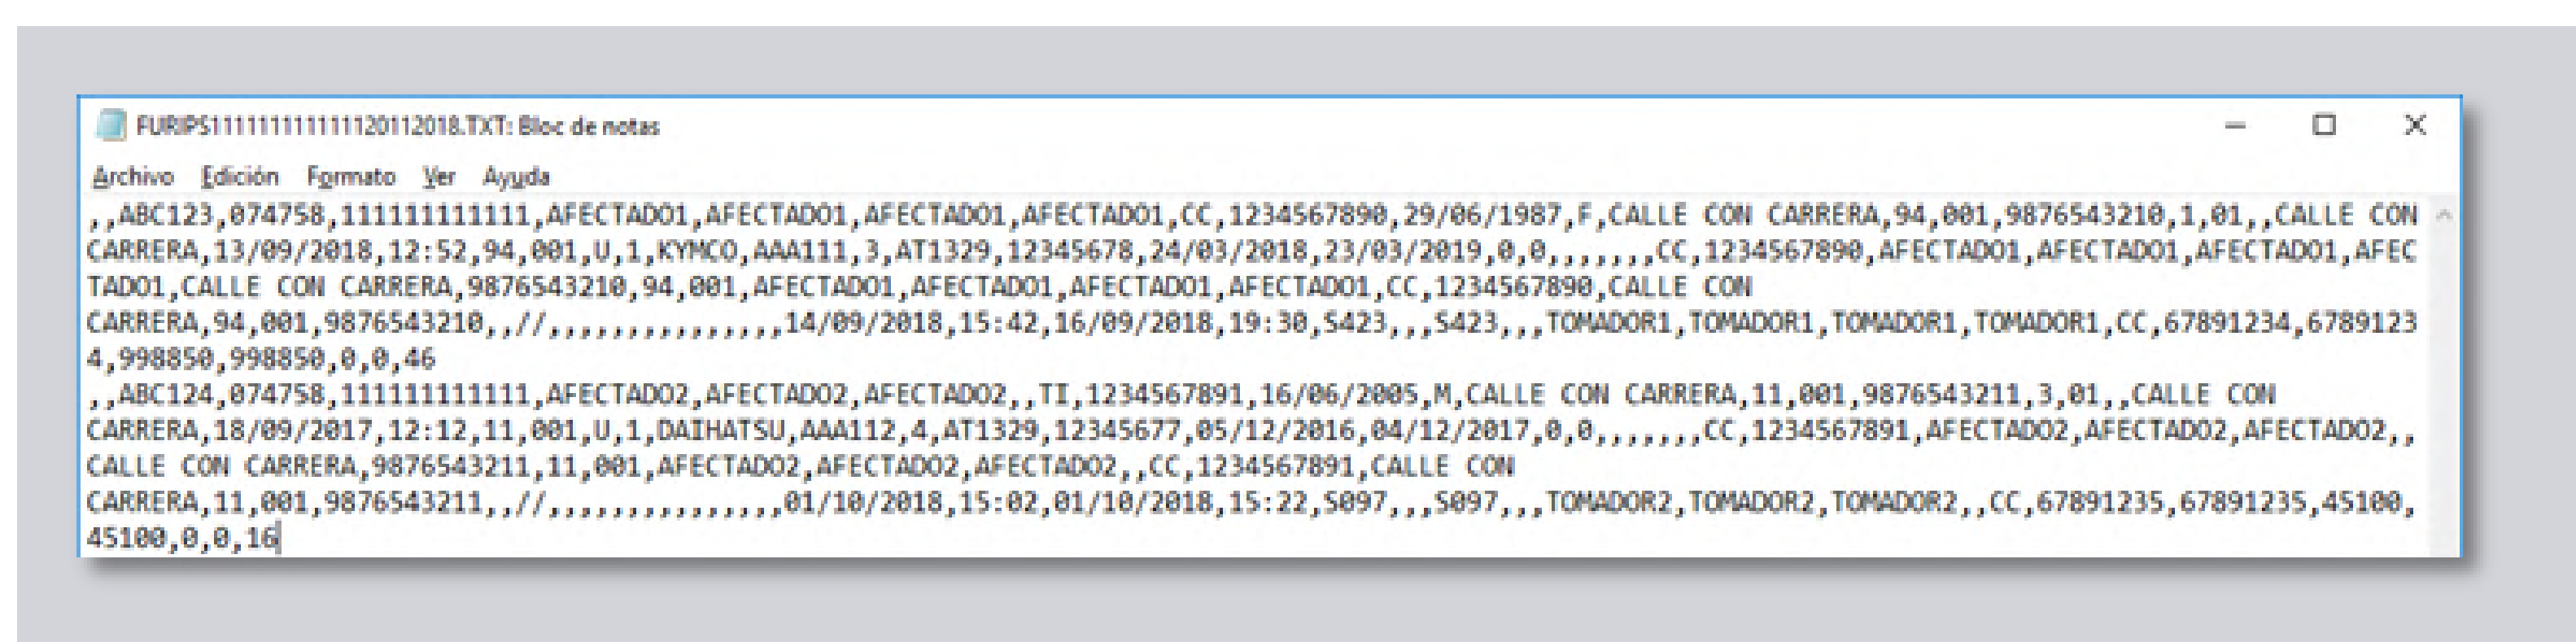 FURIPS11111111111120112018.TXT: Bloc de notas
Archivo Edición Formato Ver Ayuda
,,ABC123,074758,111111111111,AFECTADO1,AFECTADO1,AFECTADO1,AFECTADO1,CC,1234567890,29/06/1987,F,CALLE CON CARRERA,94,001,9876543210,1,01,,CALLE CON
CARRERA,13/09/2018,12:52,94,001,U,1,KYMCO,AAA111,3,AT1329,12345678,24/03/2018,23/03/2019,0,0,,,,,,,CC,1234567890,AFECTADO1,AFECTADO1,AFECTADO1,AFEC
TADO1,CALLE CON CARRERA,9876543210,94,001,AFECTADO1,AFECTADO1,AFECTADO1,AFECTADO1,CC,1234567890,CALLE CON
CARRERA,94,001,9876543210,,//,,,,,,,,,,,,,,,14/09/2018,15:42,16/09/2018,19:30,S423,,,S423,,,TOMADOR1,TOMADOR1,TOMADOR1,TOMADOR1,CC,67891234,6789123
4,998850,998850,0,0,46
,,ABC124,074758,111111111111,AFECTADO2,AFECTADO2,AFECTADO2,,TI,1234567891,16/06/2005,M,CALLE CON CARRERA,11,001,9876543211,3,01,,CALLE CON
CARRERA,18/09/2017,12:12,11,001,U,1,DAIHATSU,AAA112,4,AT1329,12345677,05/12/2016,04/12/2017,0,0,,,,,,,CC,1234567891,AFECTADO2,AFECTADO2,AFECTADO2,,
CALLE CON CARRERA,9876543211,11,001,AFECTADO2,AFECTADO2,AFECTADO2,,CC,1234567891,CALLE CON
CARRERA,11,001,9876543211,,//,,,,,,,,,,,,,,,01/10/2018,15:02,01/10/2018,15:22,S097,,,S097,,,TOMADOR2,TOMADOR2,TOMADOR2,,CC,67891235,67891235,45100,
45100,0,0,16